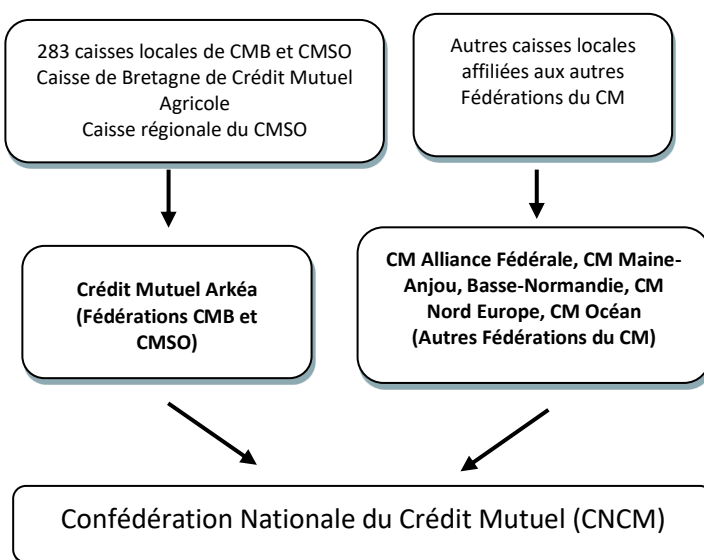 283 caisses locales de CMB et CMSO
Caisse de Bretagne de Crédit Mutuel
Agricole
Caisse régionale du CMSO
Autres caisses locales
affiliées aux autres
Fédérations du CM
Crédit Mutuel Arkéa
(Fédérations CMB et
CMSO)
CM Alliance Fédérale, CM Maine-
Anjou, Basse-Normandie, CM
Nord Europe, CM Océan
(Autres Fédérations du CM)
Confédération Nationale du Crédit Mutuel (CNCM)